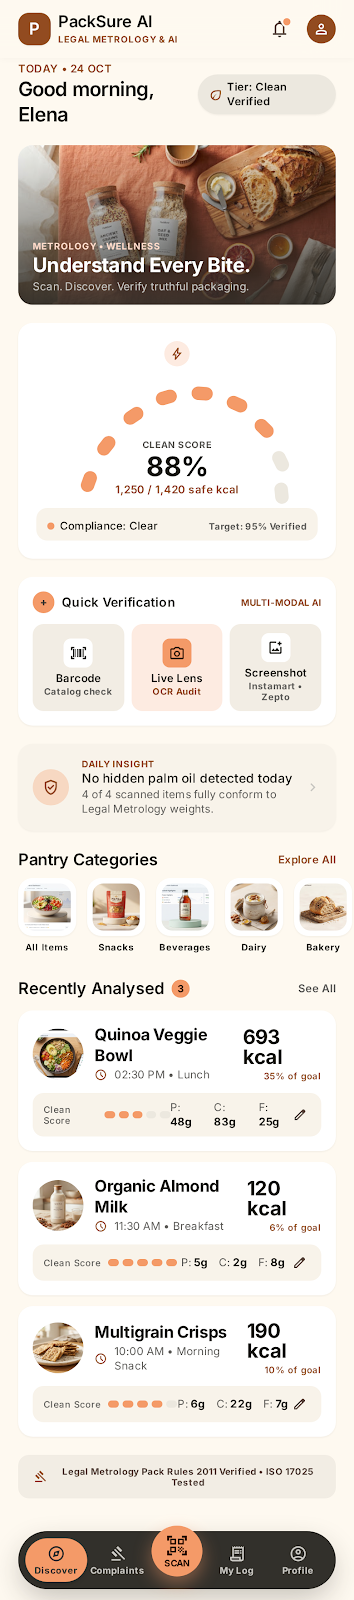 P
PackSure AI
LEGAL METROLOGY & AI
TODAY • 24 OCT
Good morning,
Elena
Tier: Clean
Verified
METROLOGY • WELLNESS
Understand Every Bite.
Scan. Discover. Verify truthful packaging.
CLEAN SCORE
88%
1,250 / 1,420 safe kcal
Compliance: Clear
Target: 95% Verified
+ Quick Verification
MULTI-MODAL AI
Barcode
Catalog check
Live Lens
OCR Audit
Screenshot
Instamart •
Zepto
DAILY INSIGHT
No hidden palm oil detected today
4 of 4 scanned items fully conform to
Legal Metrology weights.
Pantry Categories
Explore All
All Items
Snacks
Beverages
Dairy
Bakery
Recently Analysed 3
See All
Quinoa Veggie
Bowl
693
kcal
02:30 PM • Lunch
35% of goal
Clean
Score
P:
48g
C:
83g
F:
25g
Organic Almond
Milk
120
kcal
11:30 AM • Breakfast
6% of goal
Clean Score
P: 5g C: 2g F: 8g
Multigrain Crisps
190
kcal
10:00 AM • Morning
Snack
10% of goal
Clean Score
P: 6g C: 22g F: 7g
Legal Metrology Pack Rules 2011 Verified • ISO 17025
Tested
Discover
Complaints
SCAN
My Log
Profile